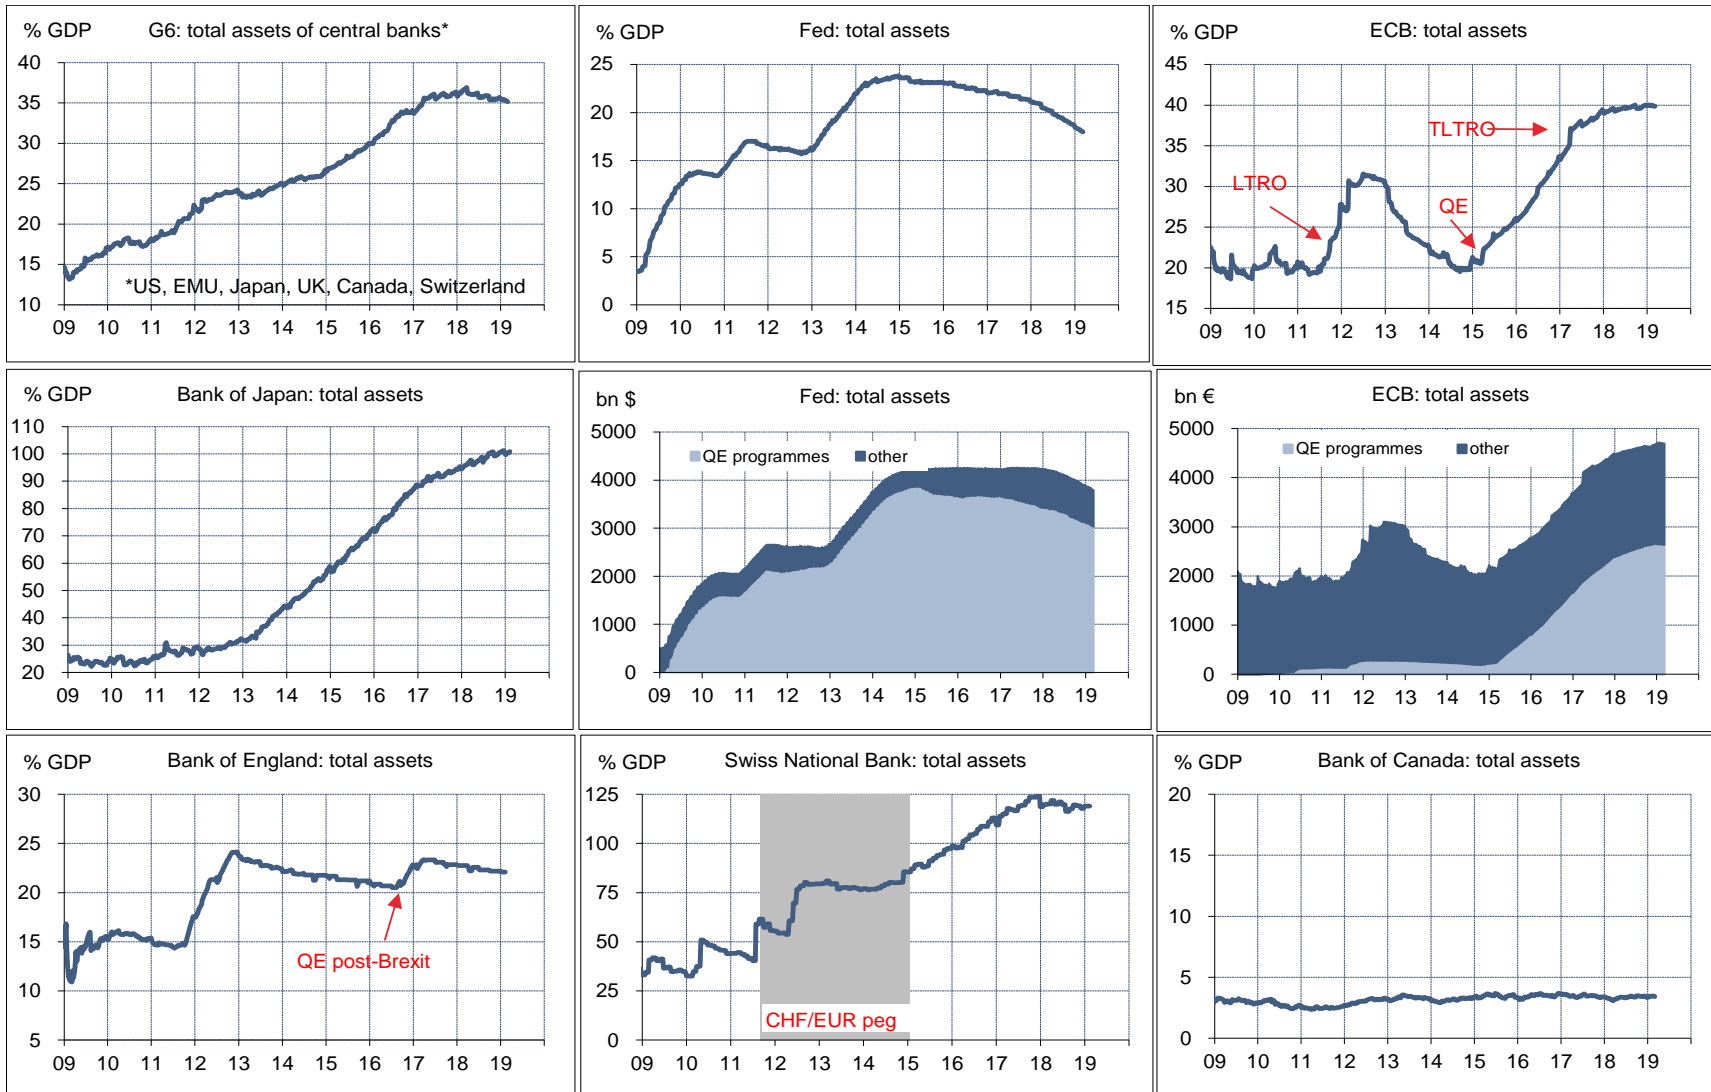 % GDP
G6: total assets of central banks*
40
35
30
25
20
15
10
*US, EMU, Japan, UK, Canada, Switzerland
09 10 11 12 13 14 15 16 17 18 19
% GDP
Fed: total assets
25
20
15
10
5
0
09 10 11 12 13 14 15 16 17 18 19
% GDP
ECB: total assets
45
40
35
30
25
20
15
TLTRO
LTRO
QE
09 10 11 12 13 14 15 16 17 18 19
% GDP
Bank of Japan: total assets
110
100
90
80
70
60
50
40
30
20
09 10 11 12 13 14 15 16 17 18 19
bn $
Fed: total assets
5000
4000
3000
2000
1000
0
QE programmes other
09 10 11 12 13 14 15 16 17 18 19
bn €
ECB: total assets
5000
4000
3000
2000
1000
0
QE programmes other
09 10 11 12 13 14 15 16 17 18 19
% GDP
Bank of England: total assets
30
25
20
15
10
5
QE post-Brexit
09 10 11 12 13 14 15 16 17 18 19
% GDP
Swiss National Bank: total assets
125
100
75
50
25
0
CHF/EUR peg
09 10 11 12 13 14 15 16 17 18 19
% GDP
Bank of Canada: total assets
20
15
10
5
0
09 10 11 12 13 14 15 16 17 18 19